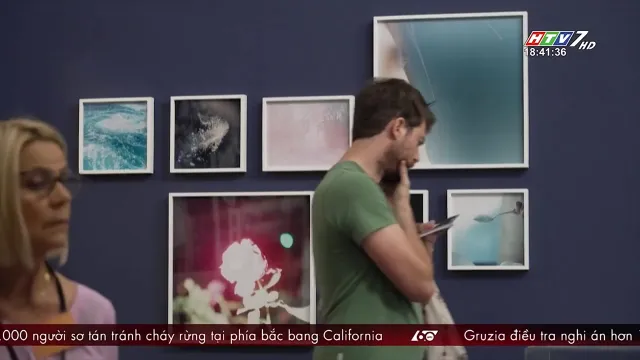 HTV7 HD
18:41:36
.000 người sơ tán tránh cháy rừng tại phía bắc bang California
Gruzia điều tra nghi án hơn